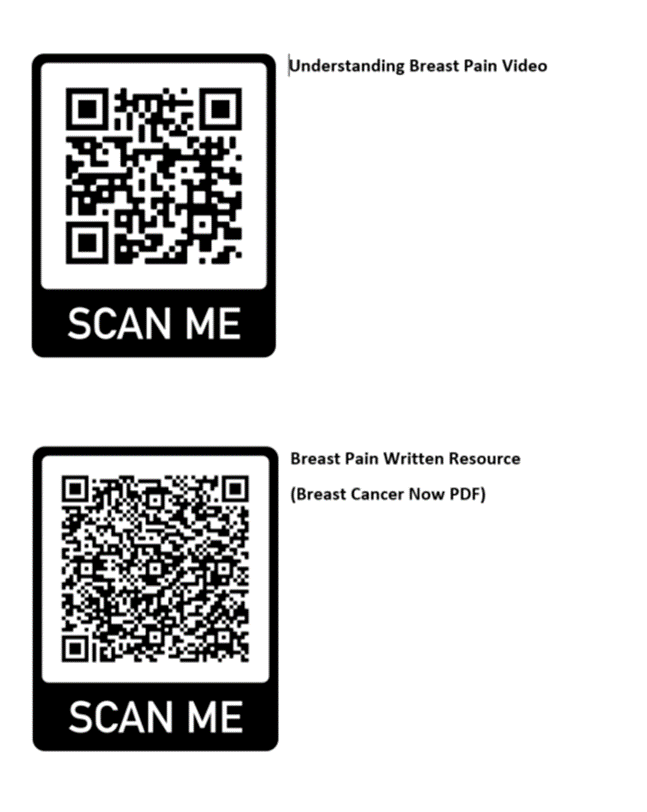 Understanding Breast Pain Video
SCAN ME
Breast Pain Written Resource
(Breast Cancer Now PDF)
SCAN ME